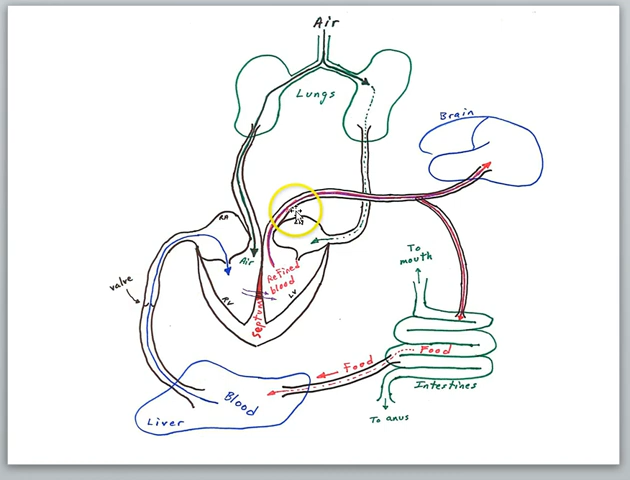 Air
Lungs
Brain
RA
LA
Air
Refined
blood
To
mouth
valve
RV
LV
Septum
Food
Food
Intestines
Blood
Liver
To anus